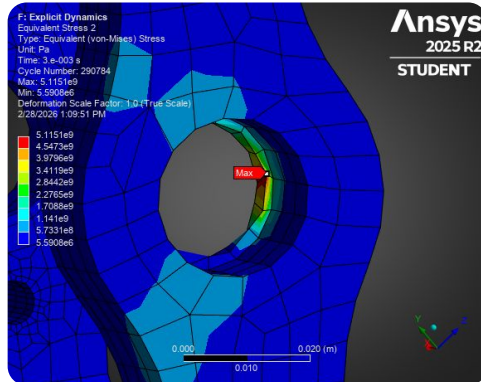 F: Explicit Dynamics
Equivalent Stress 2
Type: Equivalent (von-Mises) Stress
Unit: Pa
Time: 3.e-003 s
Cycle Number: 290784
Max: 5.1151e9
Min: 5.5908e6
Deformation Scale Factor: 1.0 (True Scale)
2/28/2026 1:09:51 PM
5.1151e9
4.5473e9
3.9796e9
3.4119e9
2.8442e9
2.2765e9
1.7088e9
1.141e9
5.7331e8
5.5908e6
Ansys
2025 R2
STUDENT
Max
0.000
0.020 (m)
0.010
Y
Z